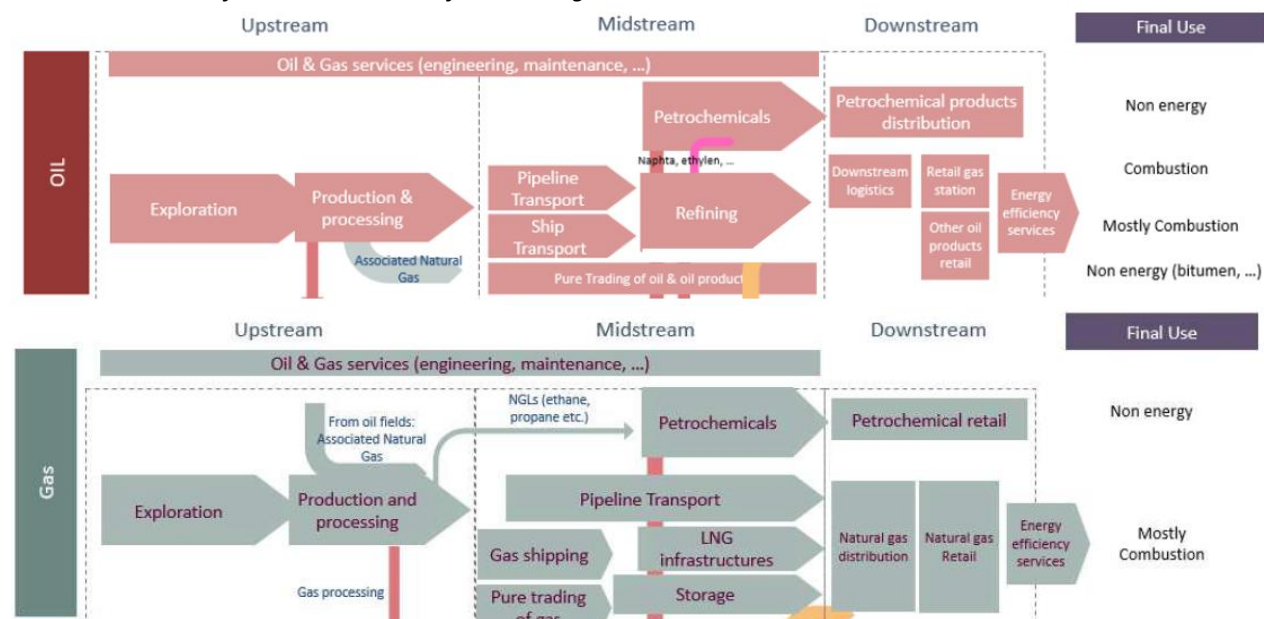 Upstream
Midstream
Downstream
Final Use
OIL
Oil & Gas services (engineering, maintenance, ...)
Petrochemicals
Petrochemical products
distribution
Non energy
Naphta, ethylen, ...
Combustion
Exploration
Production &
processing
Pipeline
Transport
Ship
Transport
Refining
Downstream
logistics
Retail gas
station
Other oil
products
retail
Energy
efficiency
services
Mostly Combustion
Associated Natural
Gas
Pure Trading of oil & oil product
Non energy (bitumen, ...)
Upstream
Midstream
Downstream
Final Use
Gas
Oil & Gas services (engineering, maintenance, ...)
From oil fields:
Associated Natural
Gas
NGLs (ethane,
propane etc.)
Petrochemicals
Petrochemical retail
Non energy
Exploration
Production and
processing
Pipeline Transport
Gas shipping
LNG
infrastructures
Natural gas
distribution
Natural gas
Retail
Energy
efficiency
services
Mostly
Combustion
Gas processing
Pure trading
of gas
Storage